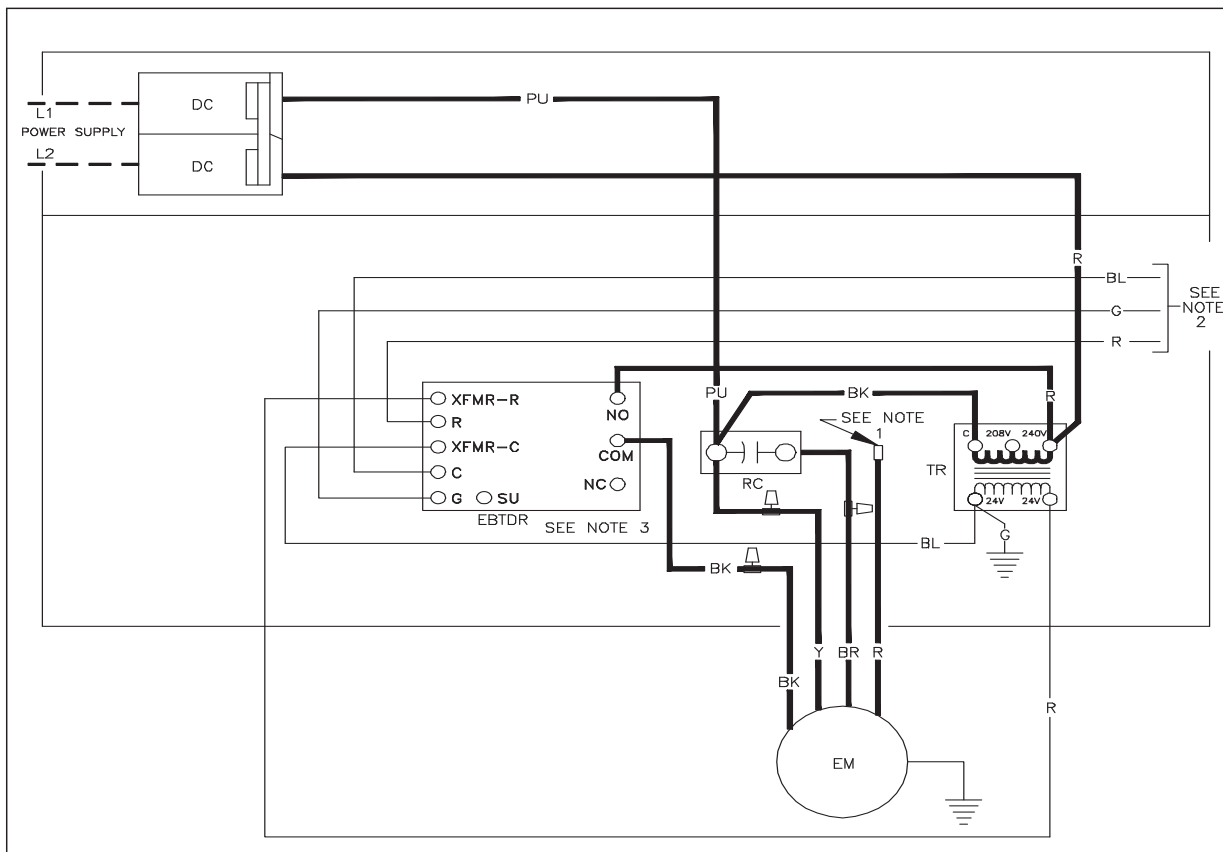 DC
PU
L1
POWER SUPPLY
L2
DC
R
BL
SEE
NOTE
2
G
R
XFMR-R
NO
PU
BK
R
R
SEE NOTE
1
C 208V 240V
XFMR-C
COM
TR
C
NC
RC
G
SU
24V 24V
EBTDR
SEE NOTE 3
G
BL
BK
Y
BR
R
BK
R
EM